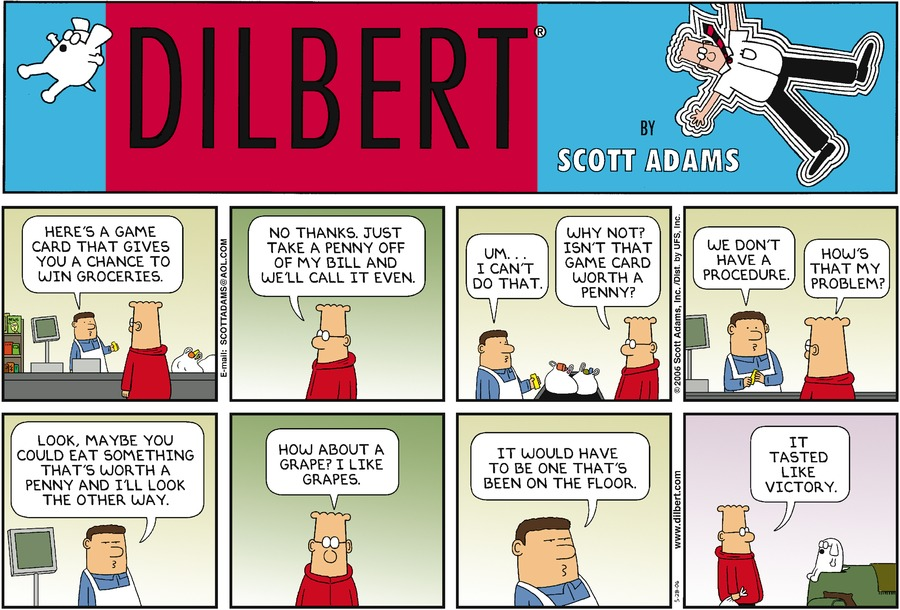 DILBERT®
BY
SCOTT ADAMS
HERE'S A GAME
CARD THAT GIVES
YOU A CHANCE TO
WIN GROCERIES.
E-mail: SCOTTADAMS@AOL.COM
NO THANKS. JUST
TAKE A PENNY OFF
OF MY BILL AND
WE'LL CALL IT EVEN.
UM...
I CAN'T
DO THAT.
WHY NOT?
ISN'T THAT
GAME CARD
WORTH A
PENNY?
© 2006 Scott Adams, Inc./Dist. by UFS, Inc.
WE DON'T
HAVE A
PROCEDURE.
HOW'S
THAT MY
PROBLEM?
LOOK, MAYBE YOU
COULD EAT SOMETHING
THAT'S WORTH A
PENNY AND I'LL LOOK
THE OTHER WAY.
HOW ABOUT A
GRAPE? I LIKE
GRAPES.
IT WOULD HAVE
TO BE ONE THAT'S
BEEN ON THE FLOOR.
www.dilbert.com
5-28-06
IT
TASTED
LIKE
VICTORY.